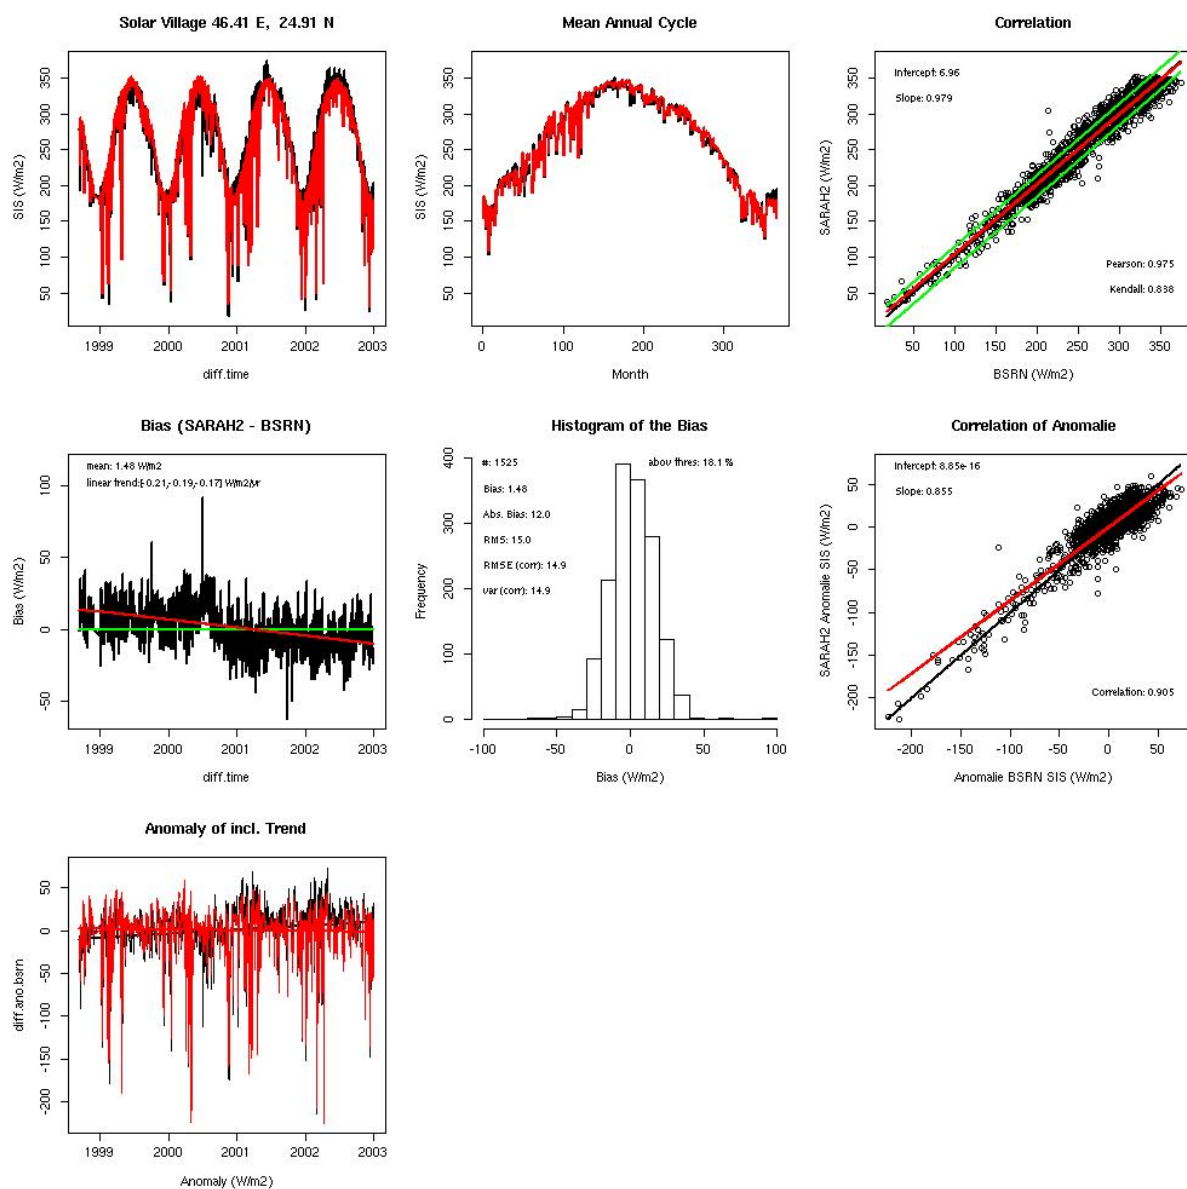 Solar Village 46.41 E, 24.91 N
SIS (W/m2)
350
300
250
200
150
100
50
1999
2000
2001
2002
2003
diff.time
Mean Annual Cycle
SIS (W/m2)
350
300
250
200
150
100
50
0
100
200
300
Month
Correlation
Intercept: 6.96
Slope: 0.979
SARAH2 (W/m2)
350
300
250
200
150
100
50
Pearson: 0.975
Kendall: 0.838
50
100
150
200
250
300
350
BSRN (W/m2)
Bias (SARAH2 - BSRN)
mean: 1.48 W/m2
linear trend:[-0.21,-0.19,-0.17] W/m2/yr
Bias (W/m2)
100
50
0
-50
1999
2000
2001
2002
2003
diff.time
Histogram of the Bias
#: 1525
abov thres: 18.1 %
Bias: 1.48
Abs. Bias: 12.0
RMS: 15.0
RMSE (corr): 14.9
var (corr): 14.9
Frequency
400
300
200
100
0
-100
-50
0
50
100
Bias (W/m2)
Correlation of Anomalie
Intercept: 8.85e-16
Slope: 0.855
SARAH2 Anomalie SIS (W/m2)
50
0
-50
-100
-150
-200
Correlation: 0.905
-200
-150
-100
-50
0
50
Anomalie BSRN SIS (W/m2)
Anomaly of incl. Trend
diff.ano.bsrn
50
0
-50
-100
-150
-200
1999
2000
2001
2002
2003
Anomaly (W/m2)